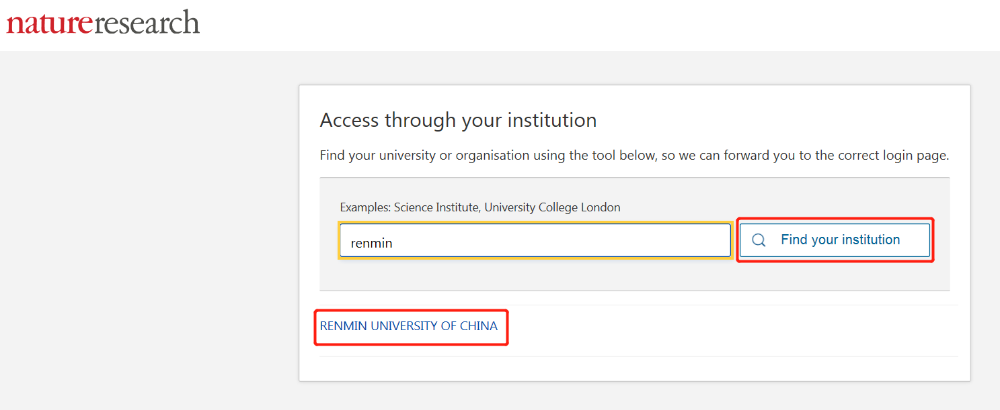 natureresearch
Access through your institution
Find your university or organisation using the tool below, so we can forward you to the correct login page.
Examples: Science Institute, University College London
renmin
Find your institution
RENMIN UNIVERSITY OF CHINA